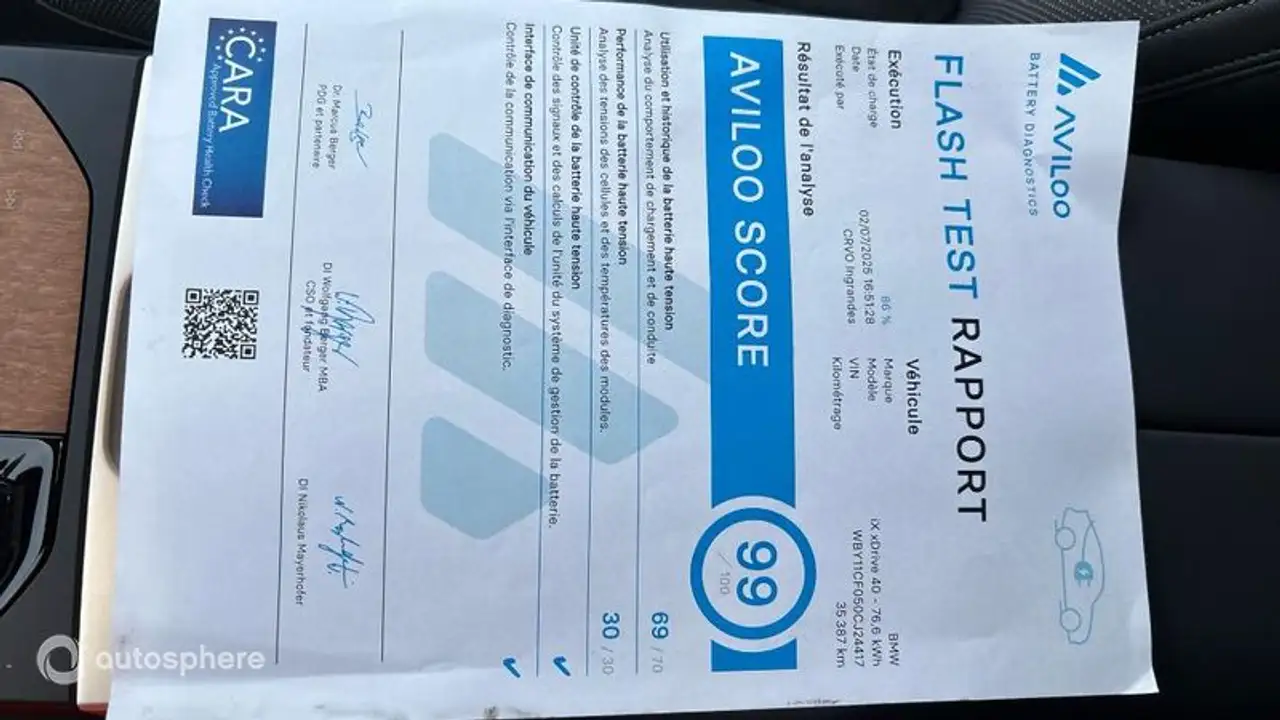 AVILOO
BATTERY DIAGNOSTICS
FLASH TEST RAPPORT
Exécution
État de charge 86 %
Date 02/07/2025 16:51:28
Exécuté par CRVO Ingrandes
Véhicule
Marque BMW
Modèle iX xDrive 40 - 76,6 kWh
VIN WBY11CF050CJ24417
Kilométrage 35 387 km
Résultat de l'analyse
AVILOO SCORE 99 / 100
Utilisation et historique de la batterie haute tension 69 / 70
Analyse du comportement de chargement et de conduite
Performance de la batterie haute tension 30 / 30
Analyse des tensions des cellules et des températures des modules.
Unité de contrôle de la batterie haute tension
Contrôle des signaux et des calculs de l'unité du système de gestion de la batterie.
Interface de communication du véhicule
Contrôle de la communication via l'interface de diagnostic.
Dr. Marcus Berger
PDG et partenaire
DI Wolfgang Berger MBA
CSO et fondateur
DI Nikolaus Mayerhofer
CARA
Approved Battery Health Check
autosphere